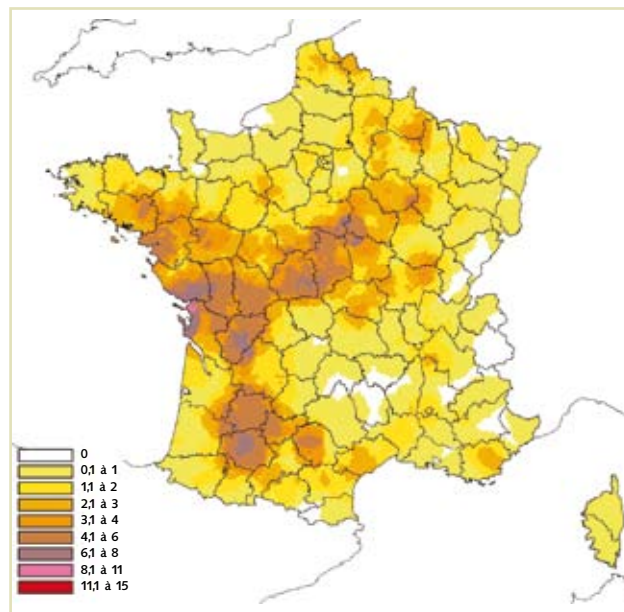 0
0,1 à 1
1,1 à 2
2,1 à 3
3,1 à 4
4,1 à 6
6,1 à 8
8,1 à 11
11,1 à 15